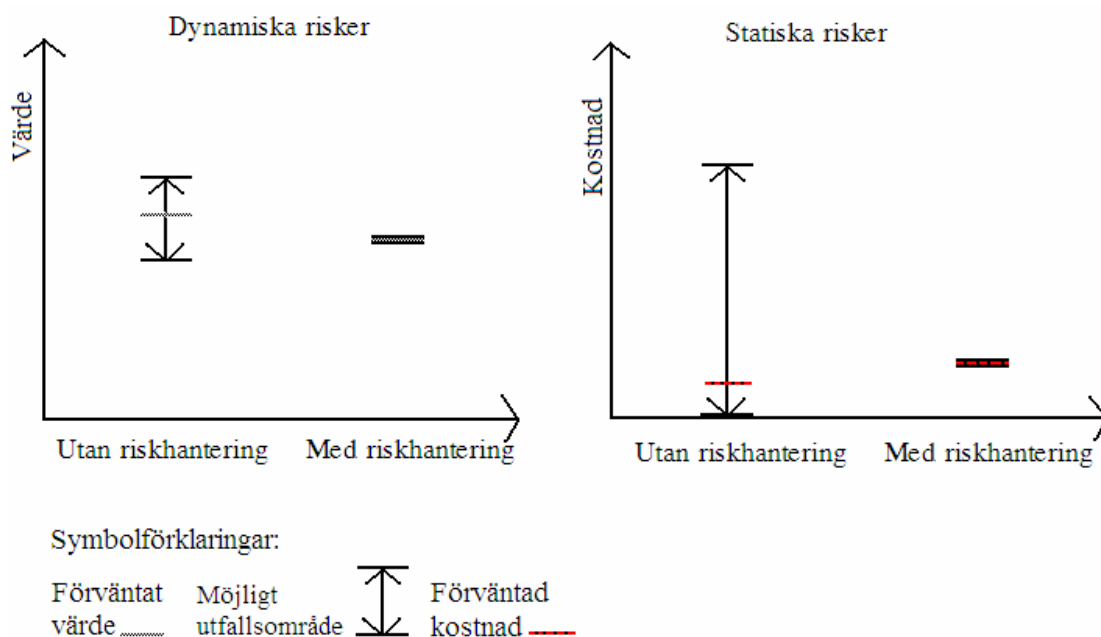 Dynamiska risker
Värde
Utan riskhantering
Med riskhantering
Statiska risker
Kostnad
Utan riskhantering
Med riskhantering
Symbolförklaringar:
Förväntat
värde
Möjligt
utfallsområde
Förväntad
kostnad